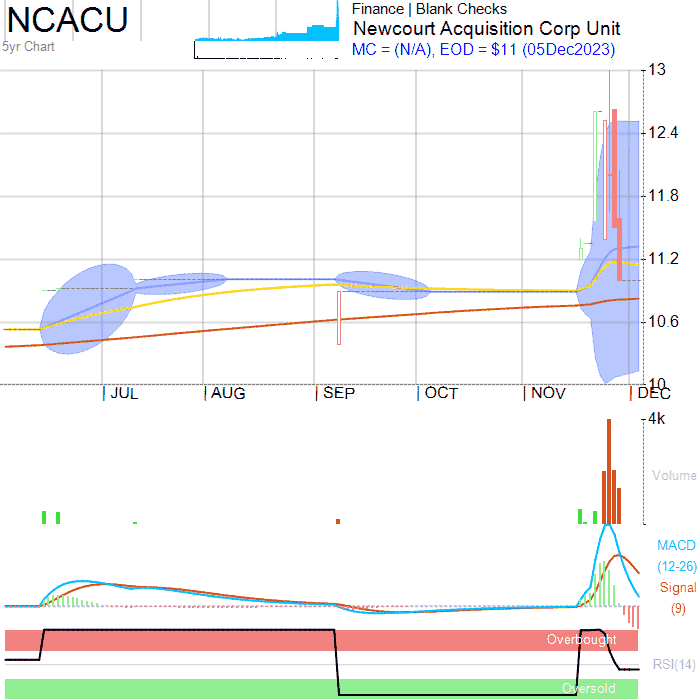 NCACU
5yr Chart
Finance | Blank Checks
Newcourt Acquisition Corp Unit
MC = (N/A), EOD = $11 (05Dec2023)
13
12.4
11.8
11.2
10.6
10
JUL
AUG
SEP
OCT
NOV
DEC
4k
Volume
MACD
(12-26)
Signal
(9)
Overbought
RSI(14)
Oversold